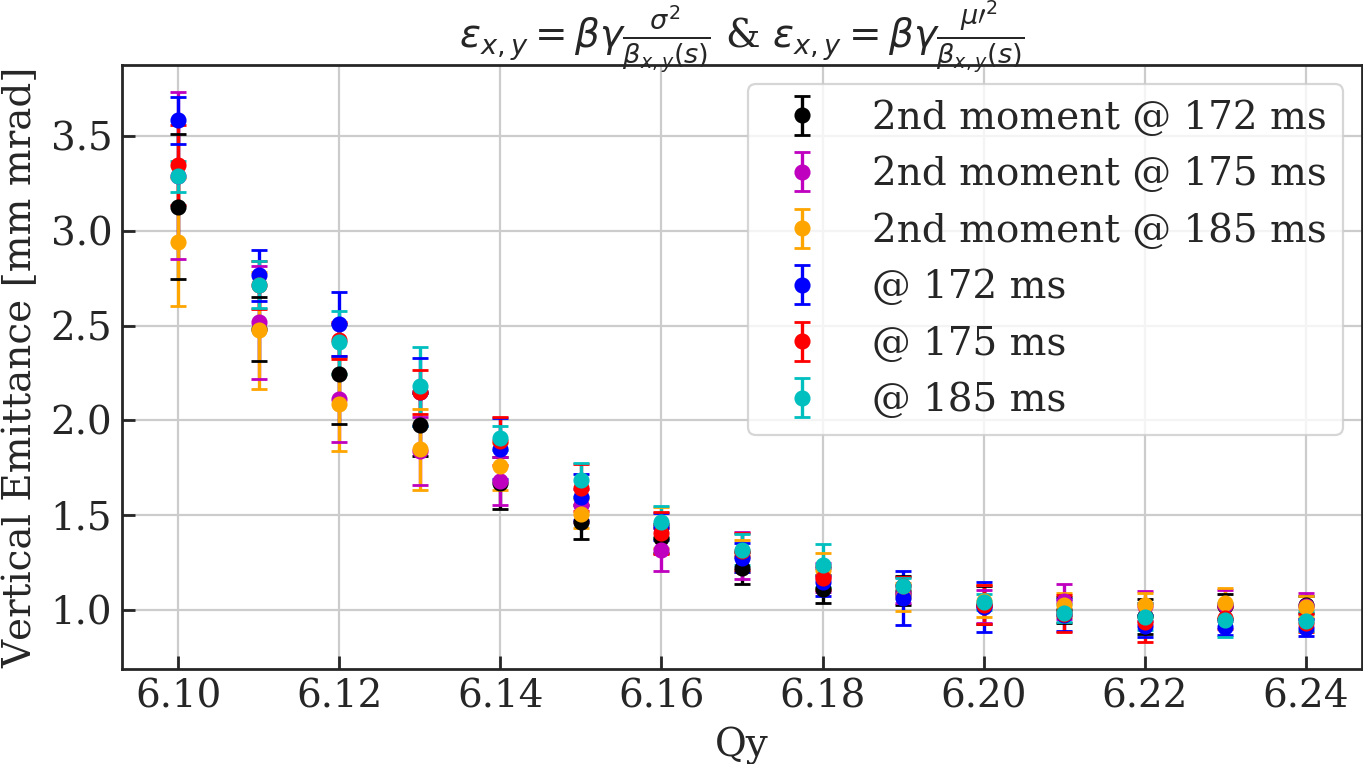 εx, y = βγ σ²/βx, y(s) & εx, y = βγ μ′²/βx, y(s)
Vertical Emittance [mm mrad]
3.5
3.0
2.5
2.0
1.5
1.0
2nd moment @ 172 ms
2nd moment @ 175 ms
2nd moment @ 185 ms
@ 172 ms
@ 175 ms
@ 185 ms
6.10 6.12 6.14 6.16 6.18 6.20 6.22 6.24
Qy